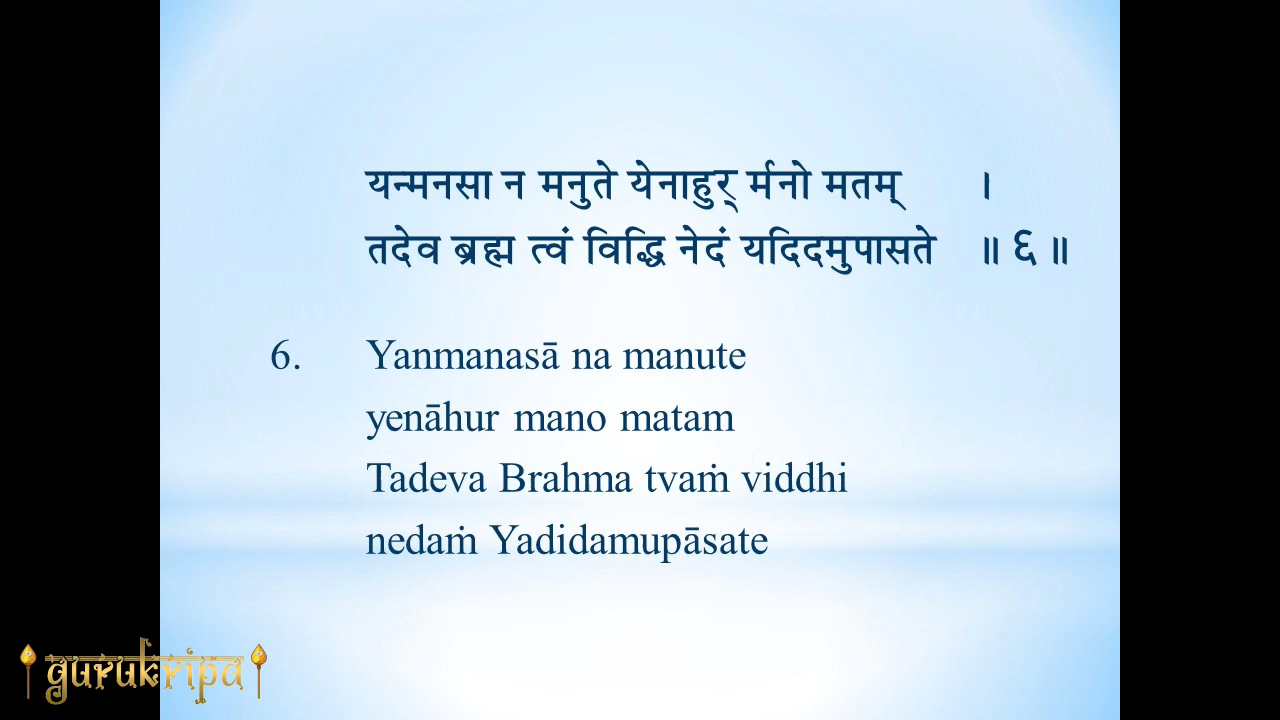 यन्मनसा न मनुते येनाहुर् र्मनो मतम् ।
तदेव ब्रह्म त्वं विद्धि नेदं यदिदमुपासते ॥ ६ ॥
6. Yanmanasā na manute
yenāhur mano matam
Tadeva Brahma tvaṁ viddhi
nedaṁ Yadidamupāsate
gurukripa